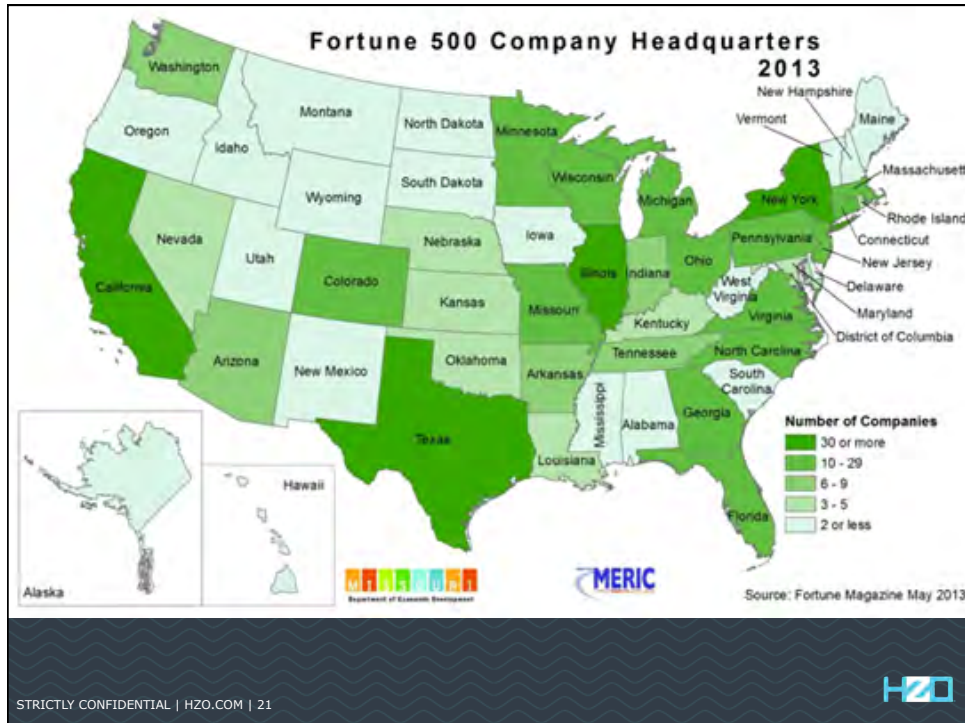 Fortune 500 Company Headquarters
2013
Washington
Montana
North Dakota
Minnesota
New Hampshire
Vermont
Maine
Oregon
Idaho
South Dakota
Wisconsin
Michigan
New York
Massachusett
Wyoming
Rhode Island
Connecticut
Nevada
Utah
Nebraska
Iowa
Illinois
Indiana
Ohio
Pennsylvania
New Jersey
California
Colorado
Kansas
Missouri
West
Virginia
Virginia
Delaware
Maryland
District of Columbia
Kentucky
Arizona
New Mexico
Oklahoma
Arkansas
Tennessee
North Carolina
South
Carolina
Texas
Louisiana
Mississippi
Alabama
Georgia
Florida
Number of Companies
30 or more
10 - 29
6 - 9
3 - 5
2 or less
Alaska
Hawaii
MISSOURI
Department of Economic Development
MERIC
Source: Fortune Magazine May 2013
STRICTLY CONFIDENTIAL | HZO.COM | 21
HZO